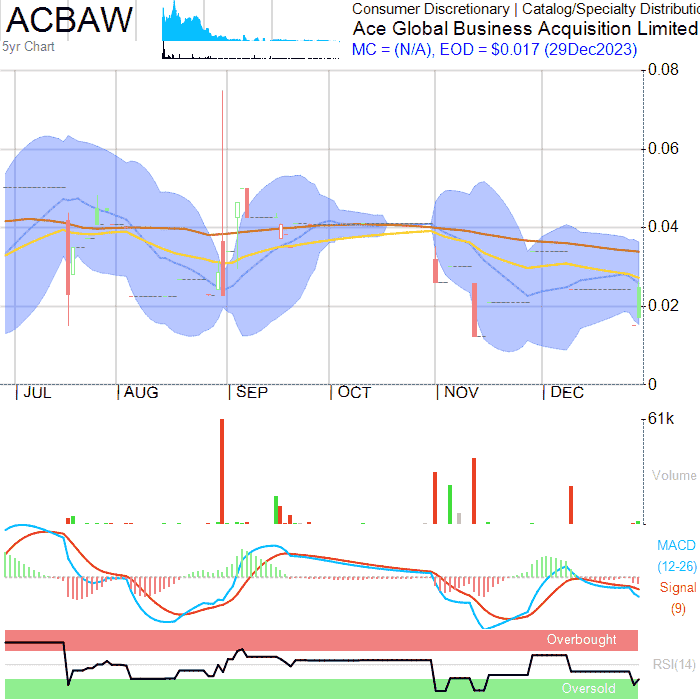 ACBAW
5yr Chart
Consumer Discretionary | Catalog/Specialty Distributio
Ace Global Business Acquisition Limited
MC = (N/A), EOD = $0.017 (29Dec2023)
0.08
0.06
0.04
0.02
0
JUL AUG SEP OCT NOV DEC
61k
Volume
MACD
(12-26)
Signal
(9)
Overbought
RSI(14)
Oversold